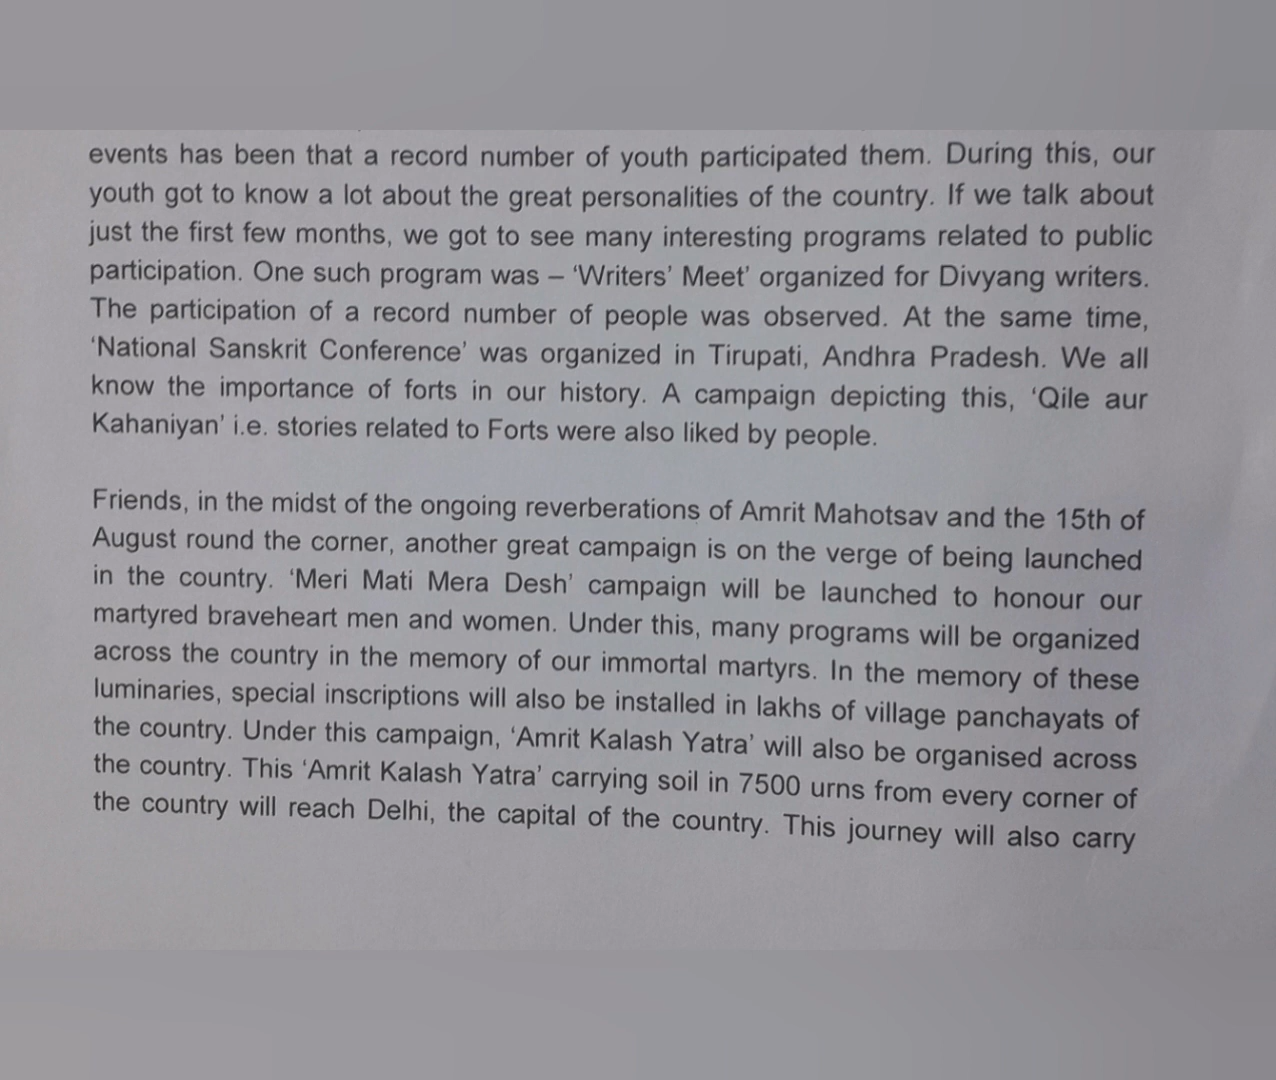 events has been that a record number of youth participated them. During this, our
youth got to know a lot about the great personalities of the country. If we talk about
just the first few months, we got to see many interesting programs related to public
participation. One such program was – ‘Writers’ Meet’ organized for Divyang writers.
The participation of a record number of people was observed. At the same time,
‘National Sanskrit Conference’ was organized in Tirupati, Andhra Pradesh. We all
know the importance of forts in our history. A campaign depicting this, ‘Qile aur
Kahaniyan’ i.e. stories related to Forts were also liked by people.
Friends, in the midst of the ongoing reverberations of Amrit Mahotsav and the 15th of
August round the corner, another great campaign is on the verge of being launched
in the country. ‘Meri Mati Mera Desh’ campaign will be launched to honour our
martyred braveheart men and women. Under this, many programs will be organized
across the country in the memory of our immortal martyrs. In the memory of these
luminaries, special inscriptions will also be installed in lakhs of village panchayats of
the country. Under this campaign, ‘Amrit Kalash Yatra’ will also be organised across
the country. This ‘Amrit Kalash Yatra’ carrying soil in 7500 urns from every corner of
the country will reach Delhi, the capital of the country. This journey will also carry